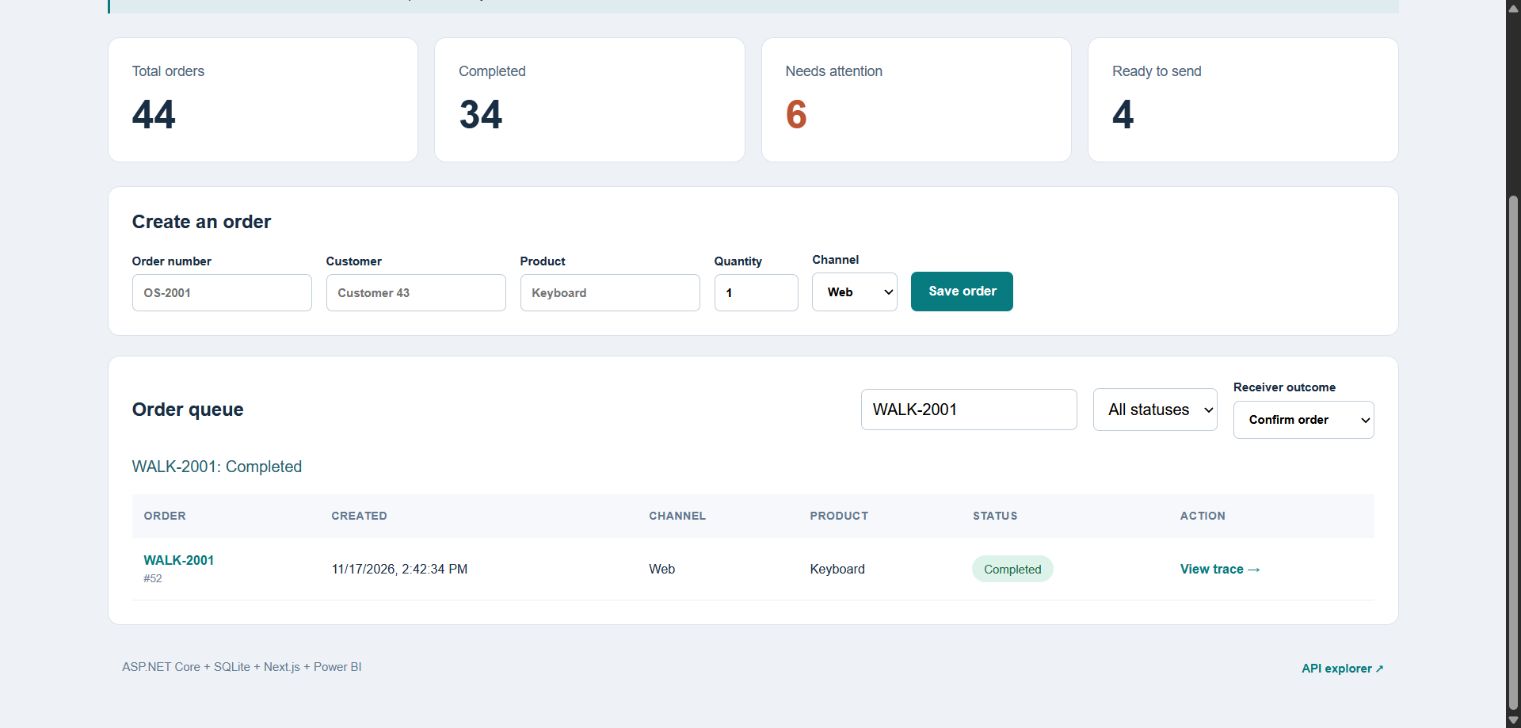 Total orders
44
Completed
34
Needs attention
6
Ready to send
4
Create an order
Order number
OS-2001
Customer
Customer 43
Product
Keyboard
Quantity
1
Channel
Web
Save order
Order queue
WALK-2001
All statuses
Receiver outcome
Confirm order
WALK-2001: Completed
ORDER CREATED CHANNEL PRODUCT STATUS ACTION
WALK-2001
#52
11/17/2026, 2:42:34 PM Web Keyboard Completed View trace →
ASP.NET Core + SQLite + Next.js + Power BI
API explorer ↗